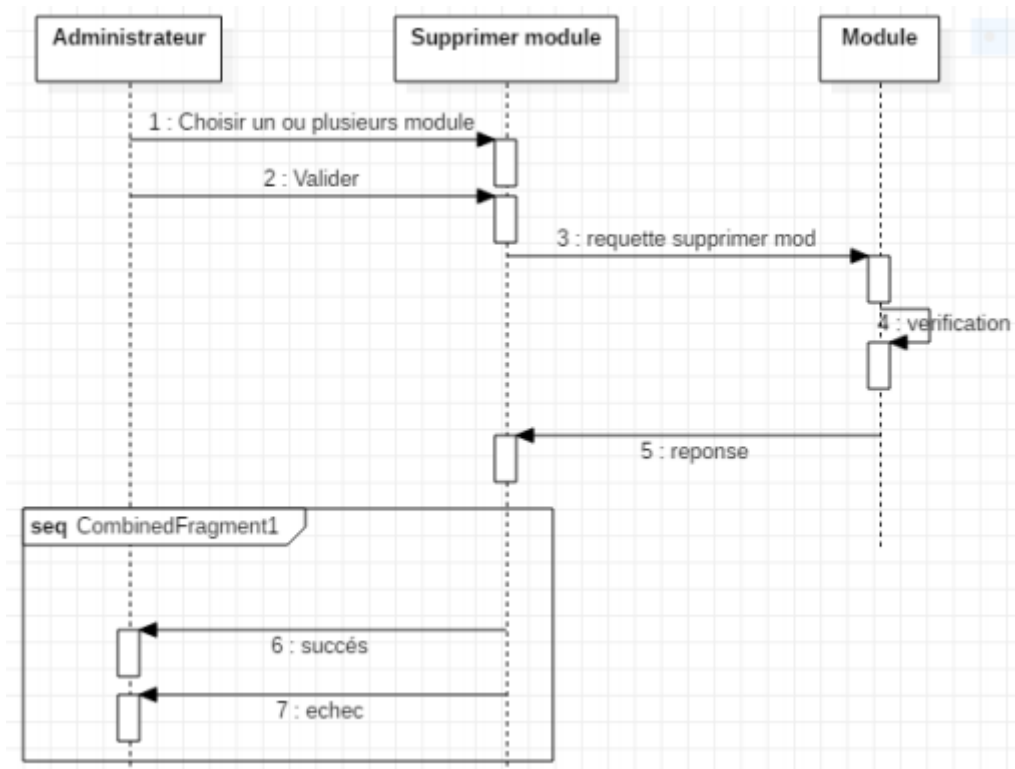 Administrateur
Supprimer module
Module
1 : Choisir un ou plusieurs module
2 : Valider
3 : requette supprimer mod
4 : verification
5 : reponse
seq CombinedFragment1
6 : succés
7 : echec